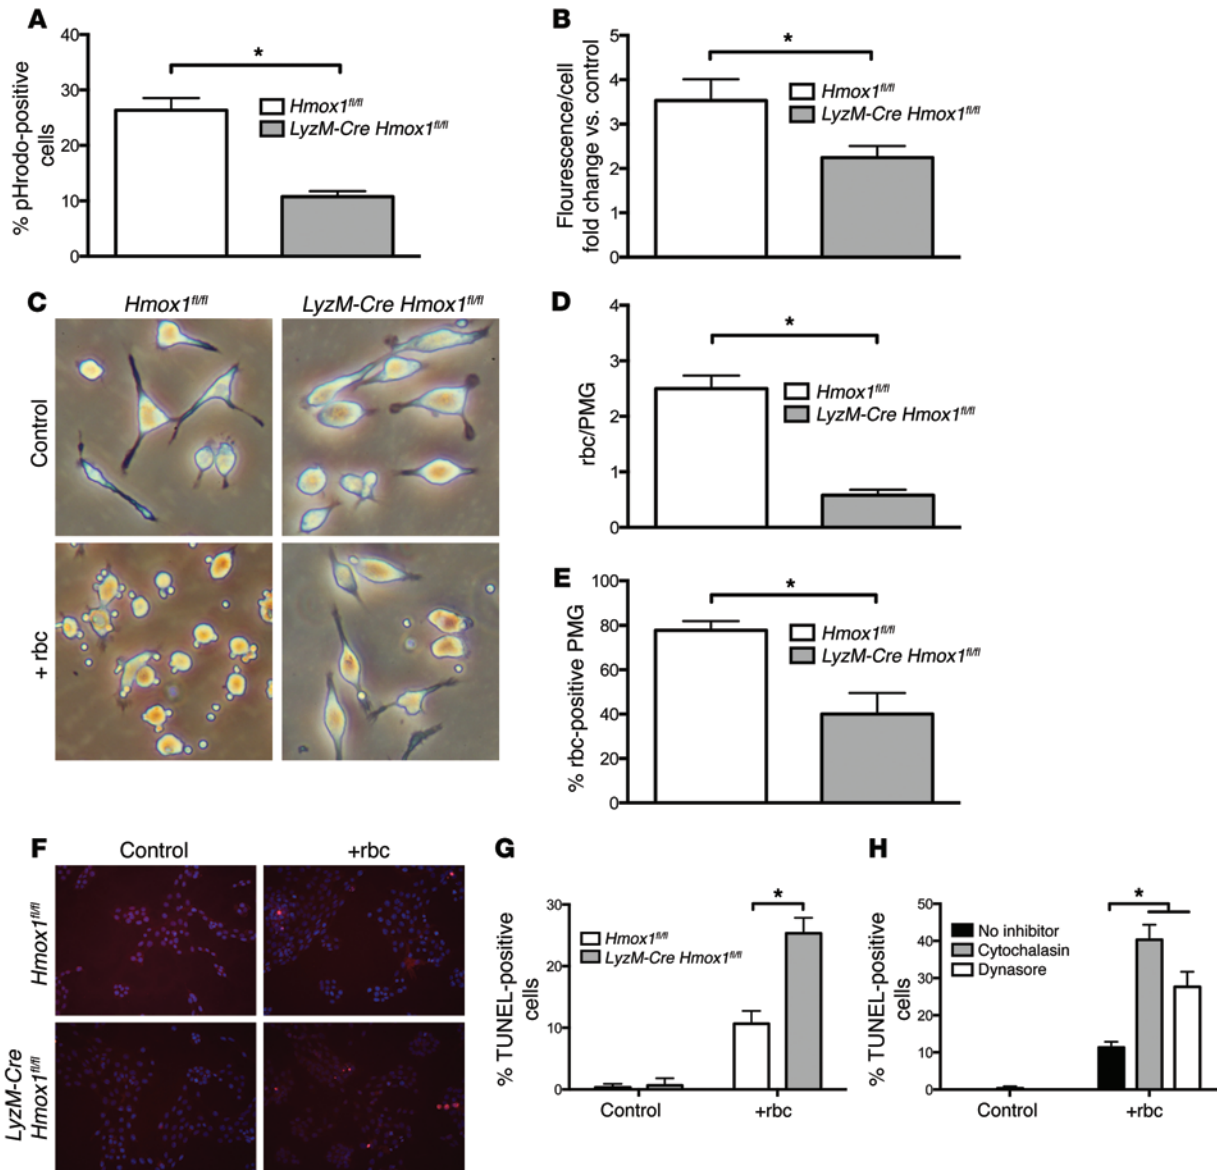 A
% pHrodo-positive
cells
40
30
20
10
0
*
Hmox1fl/fl
LyzM-Cre Hmox1fl/fl
B
Flourescence/cell
fold change vs. control
5
4
3
2
1
0
*
Hmox1fl/fl
LyzM-Cre Hmox1fl/fl
C
Hmox1fl/fl
LyzM-Cre Hmox1fl/fl
Control
+ rbc
D
rbc/PMG
4
3
2
1
0
*
Hmox1fl/fl
LyzM-Cre Hmox1fl/fl
E
% rbc-positive PMG
100
80
60
40
20
0
*
Hmox1fl/fl
LyzM-Cre Hmox1fl/fl
F
Control
+rbc
Hmox1fl/fl
LyzM-Cre
Hmox1fl/fl
G
% TUNEL-positive
cells
30
20
10
0
*
Hmox1fl/fl
LyzM-Cre Hmox1fl/fl
Control
+rbc
H
% TUNEL-positive
cells
50
40
30
20
10
0
*
No inhibitor
Cytochalasin
Dynasore
Control
+rbc